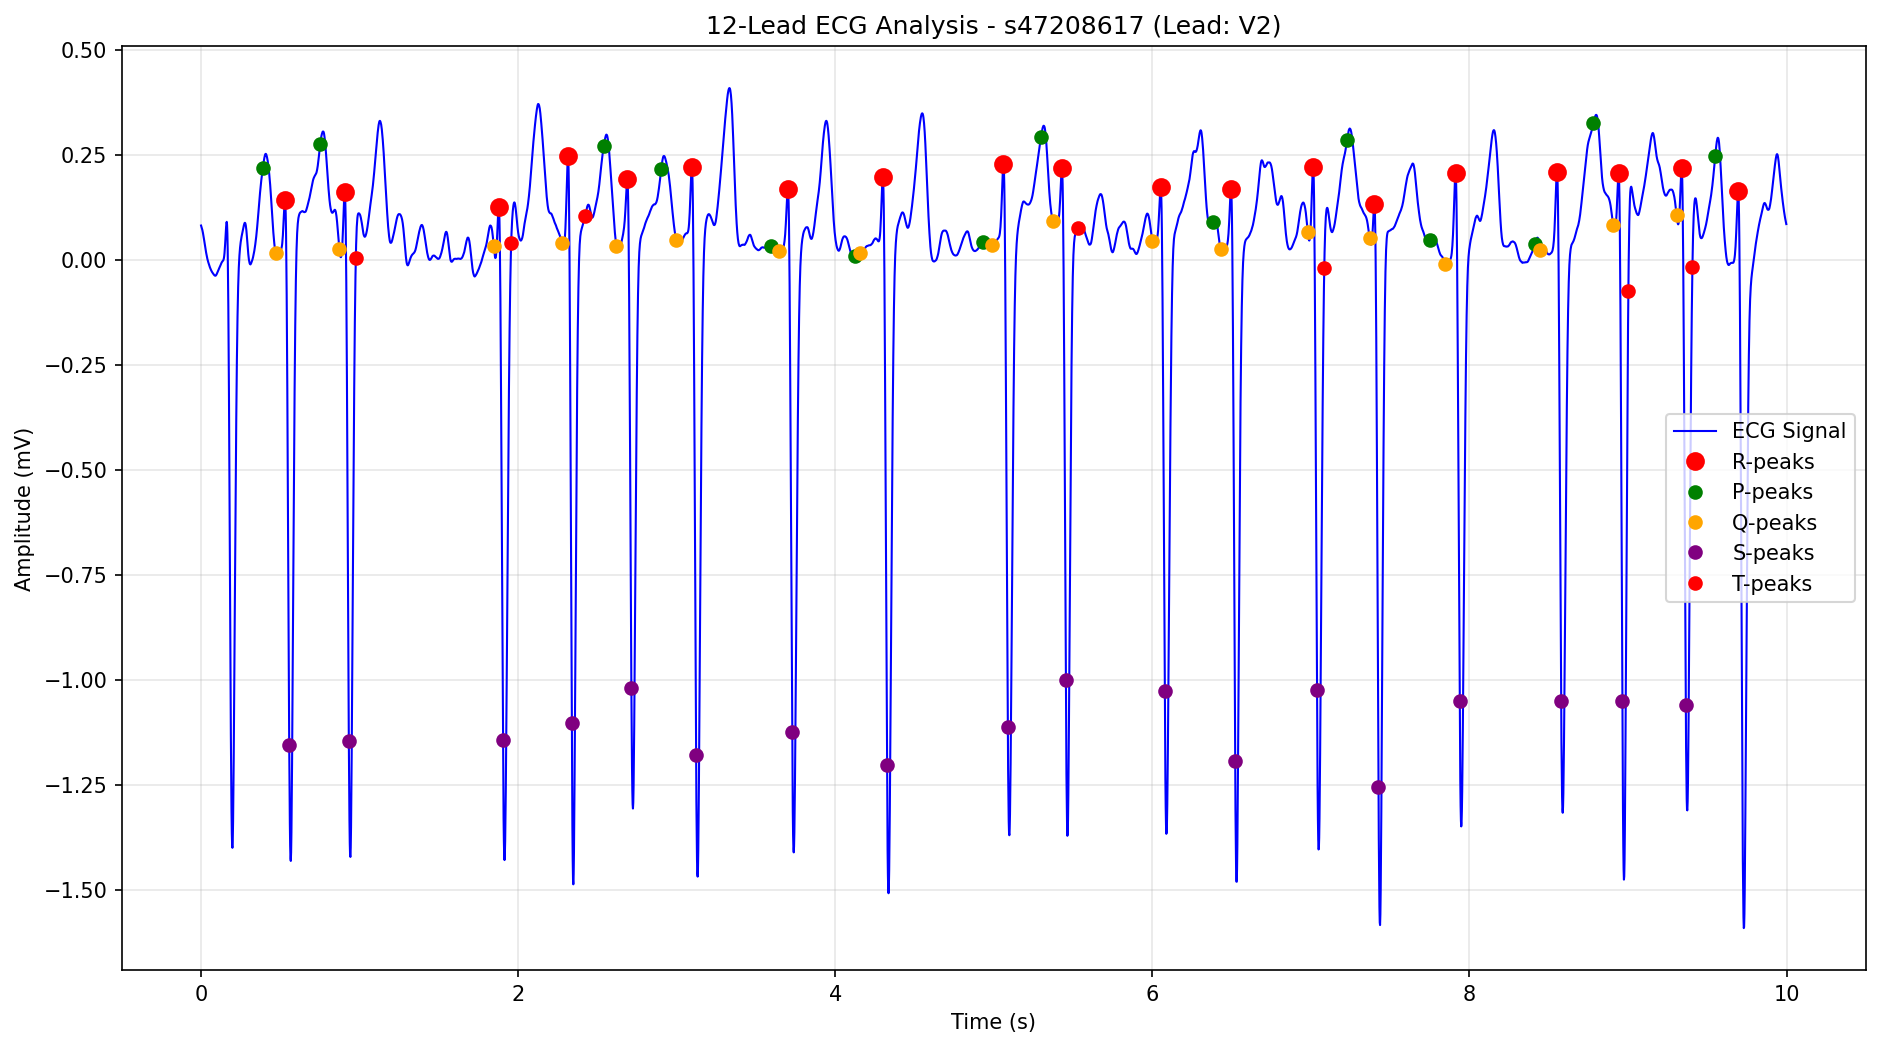 12-Lead ECG Analysis - s47208617 (Lead: V2)
Amplitude (mV)
0.50
0.25
0.00
−0.25
−0.50
−0.75
−1.00
−1.25
−1.50
ECG Signal
R-peaks
P-peaks
Q-peaks
S-peaks
T-peaks
0 2 4 6 8 10
Time (s)